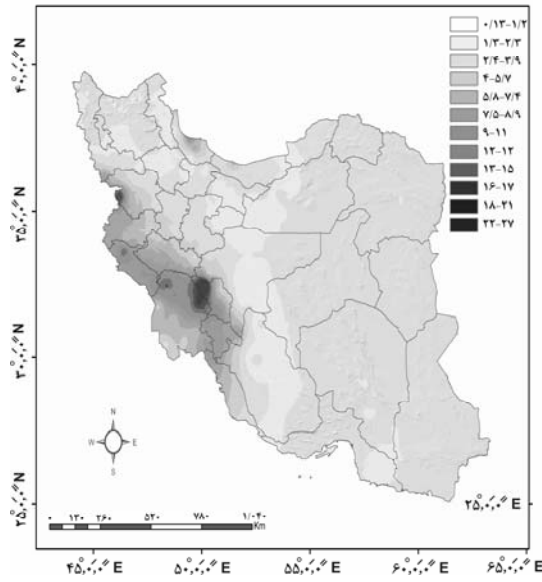 ۰/۱۳-۱/۲
۱/۳-۲/۳
۲/۴-۳/۹
۴-۵/۷
۵/۸-۷/۴
۷/۵-۸/۹
۹-۱۱
۱۲-۱۲
۱۳-۱۵
۱۶-۱۷
۱۸-۲۱
۲۲-۲۷
۴۰°,۰,۰" N
۳۵°,۰,۰" N
۳۰°,۰,۰" N
۲۵°,۰,۰" N
۲۵°,۰,۰" E
N
W E
S
۰ ۱۳۰ ۲۶۰ ۵۲۰ ۷۸۰ ۱/۰۴۰
Km
۴۵°,۰,۰" E ۵۰°,۰,۰" E ۵۵°,۰,۰" E ۶۰°,۰,۰" E ۶۵°,۰,۰" E